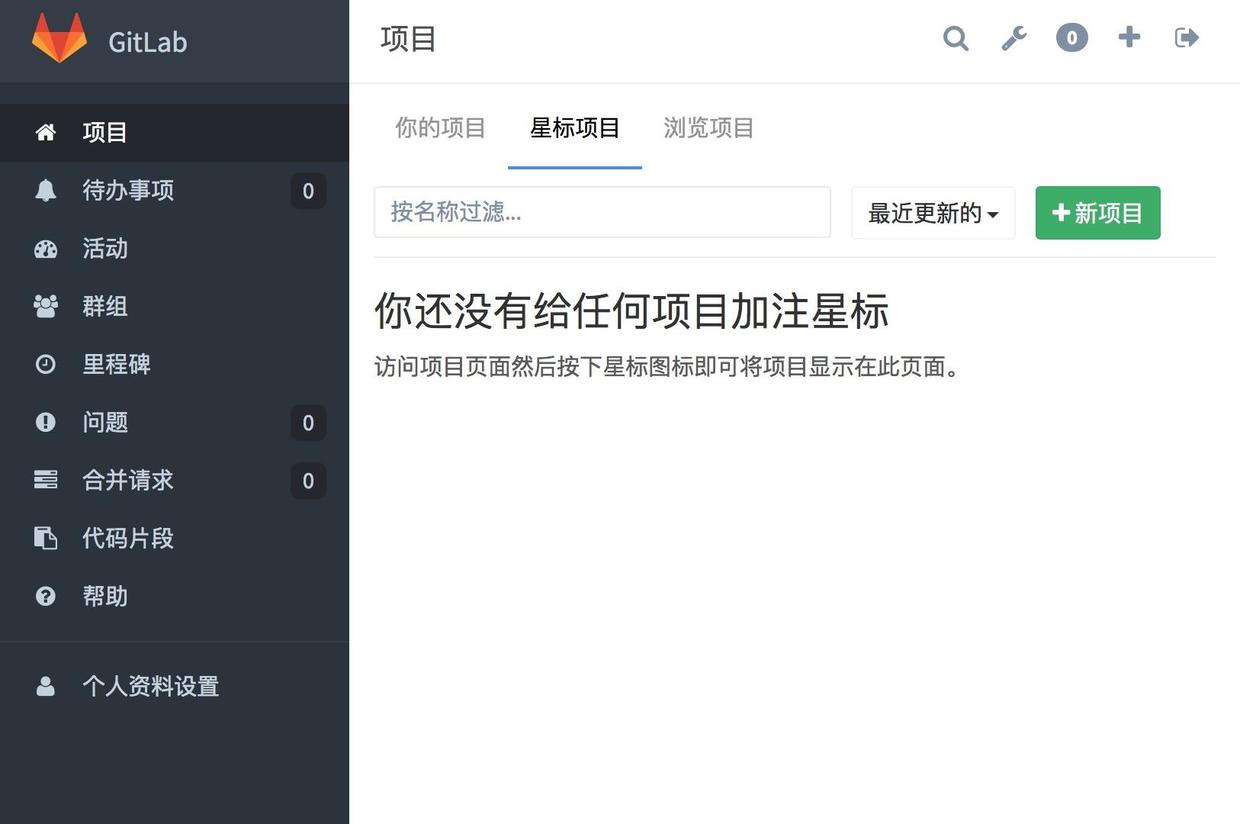 GitLab
项目
0
项目
待办事项 0
活动
群组
里程碑
问题 0
合并请求 0
代码片段
帮助
个人资料设置
你的项目 星标项目 浏览项目
按名称过滤... 最近更新的 新项目
你还没有给任何项目加注星标
访问项目页面然后按下星标图标即可将项目显示在此页面。